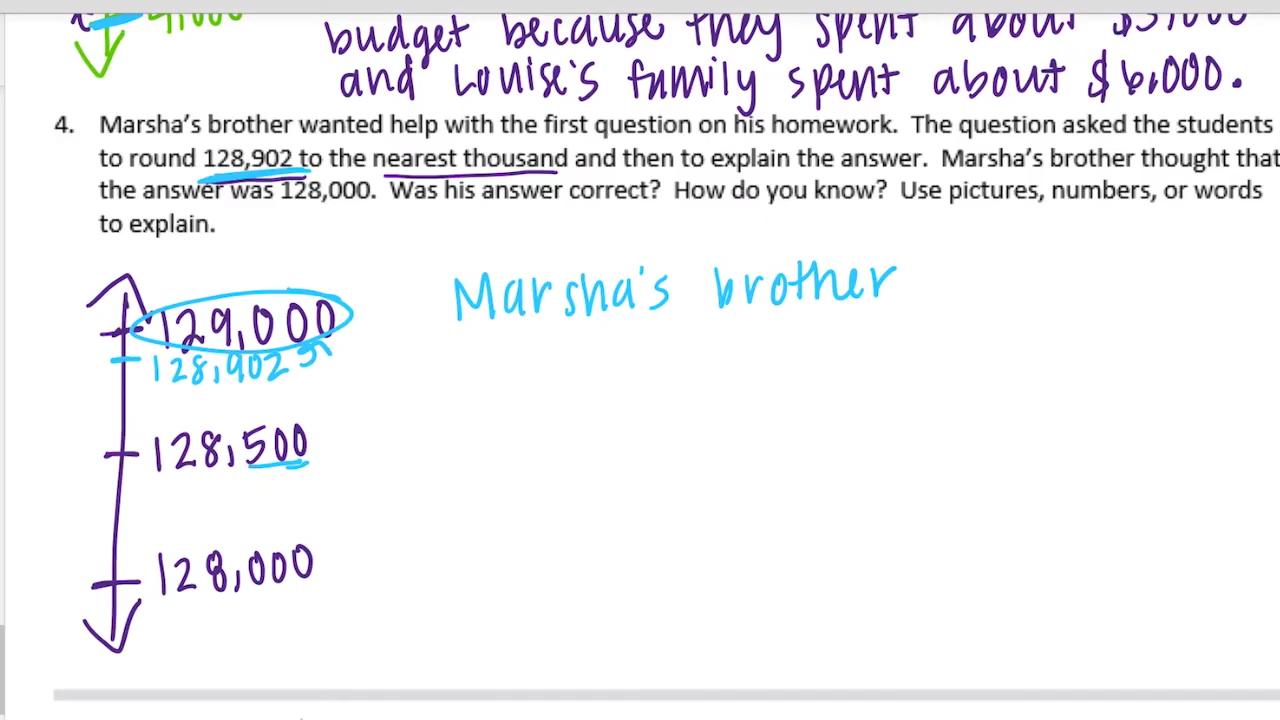 budget because they spent about $5,000
and Louise's family spent about $6,000.
4. Marsha's brother wanted help with the first question on his homework. The question asked the students
to round 128,902 to the nearest thousand and then to explain the answer. Marsha's brother thought that
the answer was 128,000. Was his answer correct? How do you know? Use pictures, numbers, or words
to explain.
Marsha's brother
129,000
128,902
128,500
128,000